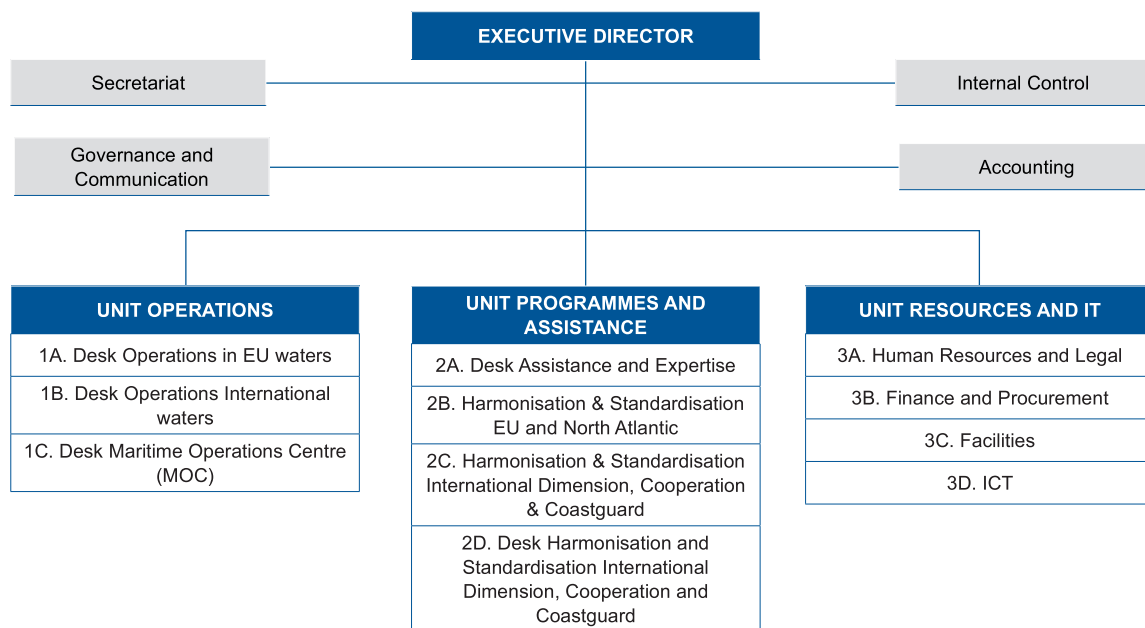 EXECUTIVE DIRECTOR
Secretariat
Internal Control
Governance and
Communication
Accounting
UNIT OPERATIONS
1A. Desk Operations in EU waters
1B. Desk Operations International
waters
1C. Desk Maritime Operations Centre
(MOC)
UNIT PROGRAMMES AND
ASSISTANCE
2A. Desk Assistance and Expertise
2B. Harmonisation & Standardisation
EU and North Atlantic
2C. Harmonisation & Standardisation
International Dimension, Cooperation
& Coastguard
2D. Desk Harmonisation and
Standardisation International
Dimension, Cooperation and
Coastguard
UNIT RESOURCES AND IT
3A. Human Resources and Legal
3B. Finance and Procurement
3C. Facilities
3D. ICT